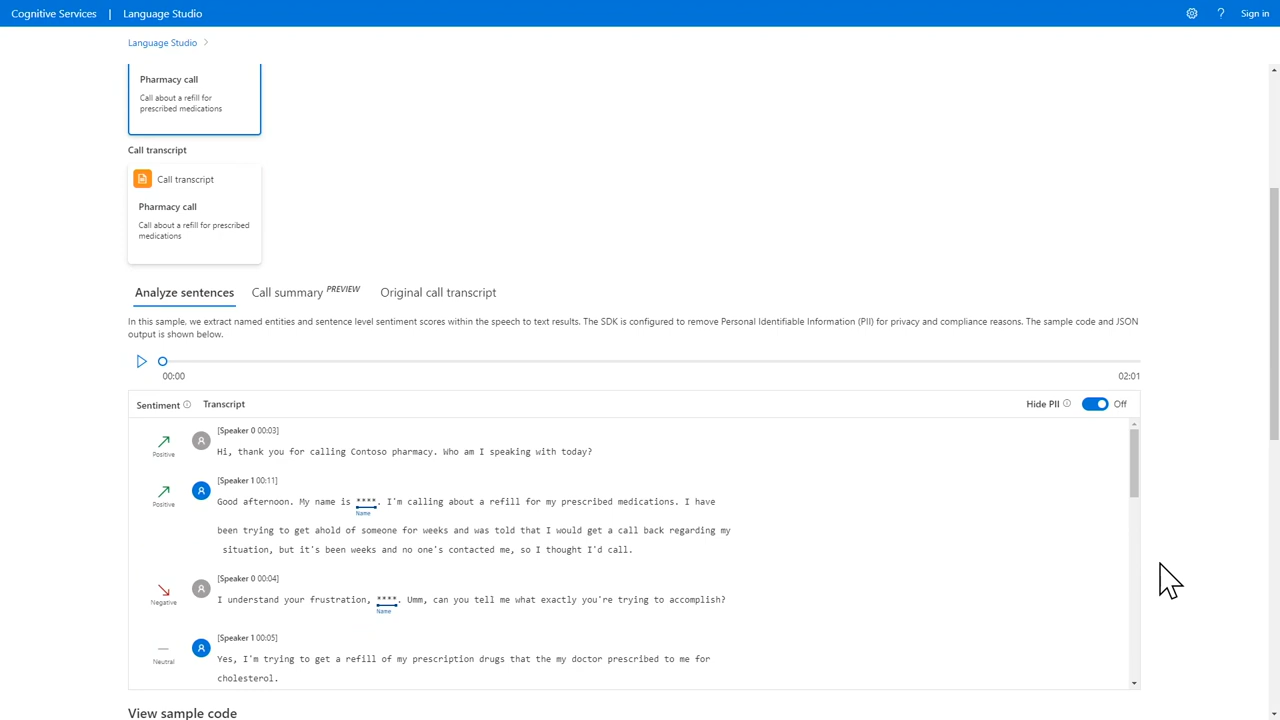 Cognitive Services | Language Studio ? Sign in
Language Studio >
Pharmacy call
Call about a refill for
prescribed medications
Call transcript
Call transcript
Pharmacy call
Call about a refill for prescribed
medications
Analyze sentences Call summary PREVIEW Original call transcript
In this sample, we extract named entities and sentence level sentiment scores within the speech to text results. The SDK is configured to remove Personal Identifiable Information (PII) for privacy and compliance reasons. The sample code and JSON
output is shown below.
00:00 02:01
Sentiment Transcript Hide PII Off
[Speaker 0 00:03]
Positive
Hi, thank you for calling Contoso pharmacy. Who am I speaking with today?
[Speaker 1 00:11]
Positive
Good afternoon. My name is ****. I'm calling about a refill for my prescribed medications. I have
Name
been trying to get ahold of someone for weeks and was told that I would get a call back regarding my
situation, but it's been weeks and no one's contacted me, so I thought I'd call.
[Speaker 0 00:04]
Negative
I understand your frustration, ****. Umm, can you tell me what exactly you're trying to accomplish?
Name
[Speaker 1 00:05]
Neutral
Yes, I'm trying to get a refill of my prescription drugs that the my doctor prescribed to me for
cholesterol.
View sample code